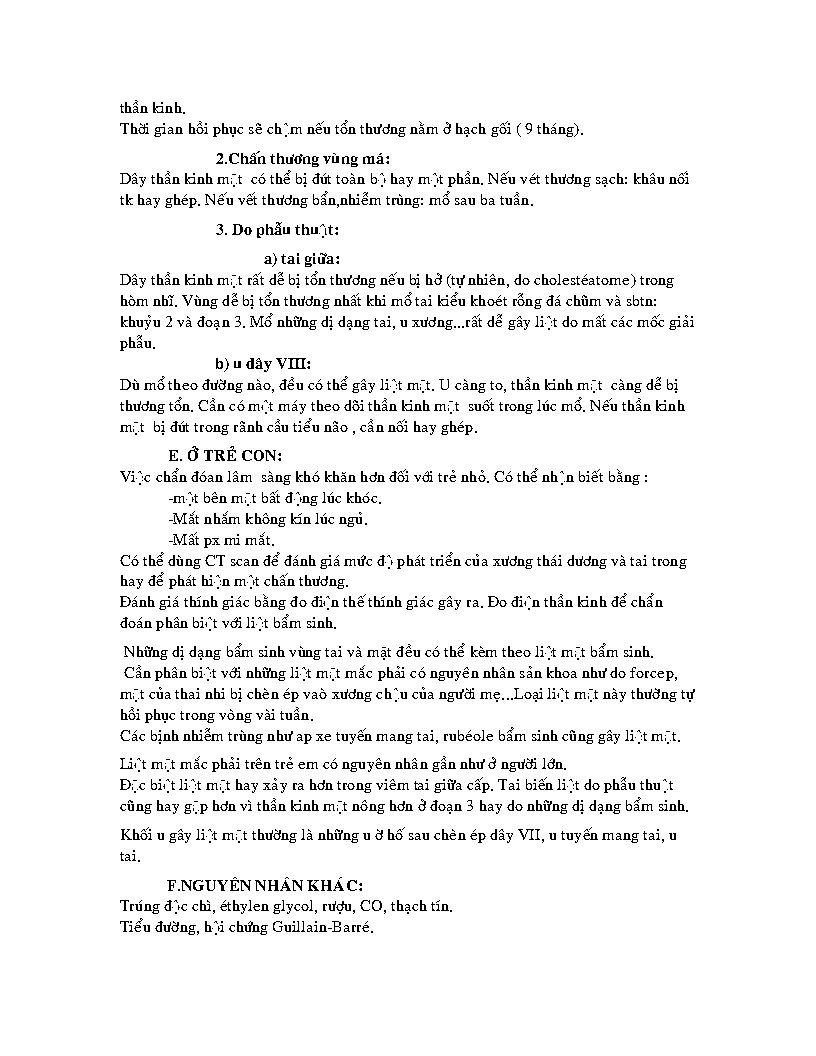 thần kinh.
Thời gian hồi phục sẽ chậm nếu tổn thương nằm ở hạch gối ( 9 tháng).
2.Chấn thương vùng má:
Dây thần kinh mặt có thể bị đứt toàn bộ hay một phần. Nếu vét thương sạch: khâu nối
tk hay ghép. Nếu vết thương bẩn,nhiễm trùng: mổ sau ba tuần.
3. Do phẫu thuật:
a) tai giữa:
Dây thần kinh mặt rất dễ bị tổn thương nếu bị hở (tự nhiên, do cholestéatome) trong
hòm nhĩ. Vùng dễ bị tổn thương nhất khi mổ tai kiểu khoét rỗng đá chũm và sbtn:
khuỷu 2 và đoạn 3. Mổ những dị dạng tai, u xương...rất dễ gây liệt do mất các mốc giải
phẫu.
b) u dây VIII:
Dù mổ theo đường nào, đều có thể gây liệt mặt. U càng to, thần kinh mặt càng dễ bị
thương tổn. Cần có một máy theo dõi thần kinh mặt suốt trong lúc mổ. Nếu thần kinh
mặt bị đứt trong rãnh cầu tiểu não , cần nối hay ghép.
E. Ở TRẺ CON:
Việc chẩn đóan lâm sàng khó khăn hơn đối với trẻ nhỏ. Có thể nhận biết bằng :
-một bên mặt bất động lúc khóc.
-Mắt nhắm không kín lúc ngủ.
-Mất px mi mắt.
Có thể dùng CT scan để đánh giá mức độ phát triển của xương thái dương và tai trong
hay để phát hiện một chấn thương.
Đánh giá thính giác bằng đo điện thế thính giác gây ra. Đo điện thần kinh để chẩn
đoán phân biệt với liệt bẩm sinh.
Những dị dạng bẩm sinh vùng tai và mặt đều có thể kèm theo liệt mặt bẩm sinh.
Cần phân biệt với những liệt mặt mắc phải có nguyên nhân sản khoa như do forcep,
mặt của thai nhi bị chèn ép vaò xương chậu của người mẹ...Loại liệt mặt này thường tự
hồi phục trong vòng vài tuần.
Các bịnh nhiễm trùng như ap xe tuyến mang tai, rubéole bẩm sinh cũng gây liệt mặt.
Liệt mặt mắc phải trên trẻ em có nguyên nhân gần như ở người lớn.
Đặc biệt liệt mặt hay xảy ra hơn trong viêm tai giữa cấp. Tai biến liệt do phẫu thuật
cũng hay gặp hơn vì thần kinh mặt nông hơn ở đoạn 3 hay do những dị dạng bẩm sinh.
Khối u gây liệt mặt thường là những u ờ hố sau chèn ép dây VII, u tuyến mang tai, u
tai.
F.NGUYÊN NHÂN KHÁC:
Trúng độc chì, éthylen glycol, rượu, CO, thạch tín.
Tiểu đường, hội chứng Guillain-Barré.